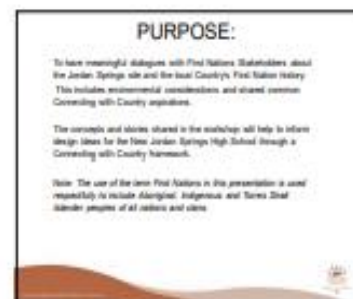 PURPOSE:
To have meaningful dialogues with First Nations Stakeholders about
the Jordan Springs site and the local Country's First Nation history.
This includes environmental considerations and shared common
Connecting with Country aspirations.
The concepts and stories shared in the workshop will help to inform
design ideas for the New Jordan Springs High School through a
Connecting with Country framework.
Note: The use of the term First Nations in this presentation is used
respectfully to include Aboriginal, Indigenous and Torres Strait
Islander peoples of all nations and clans.